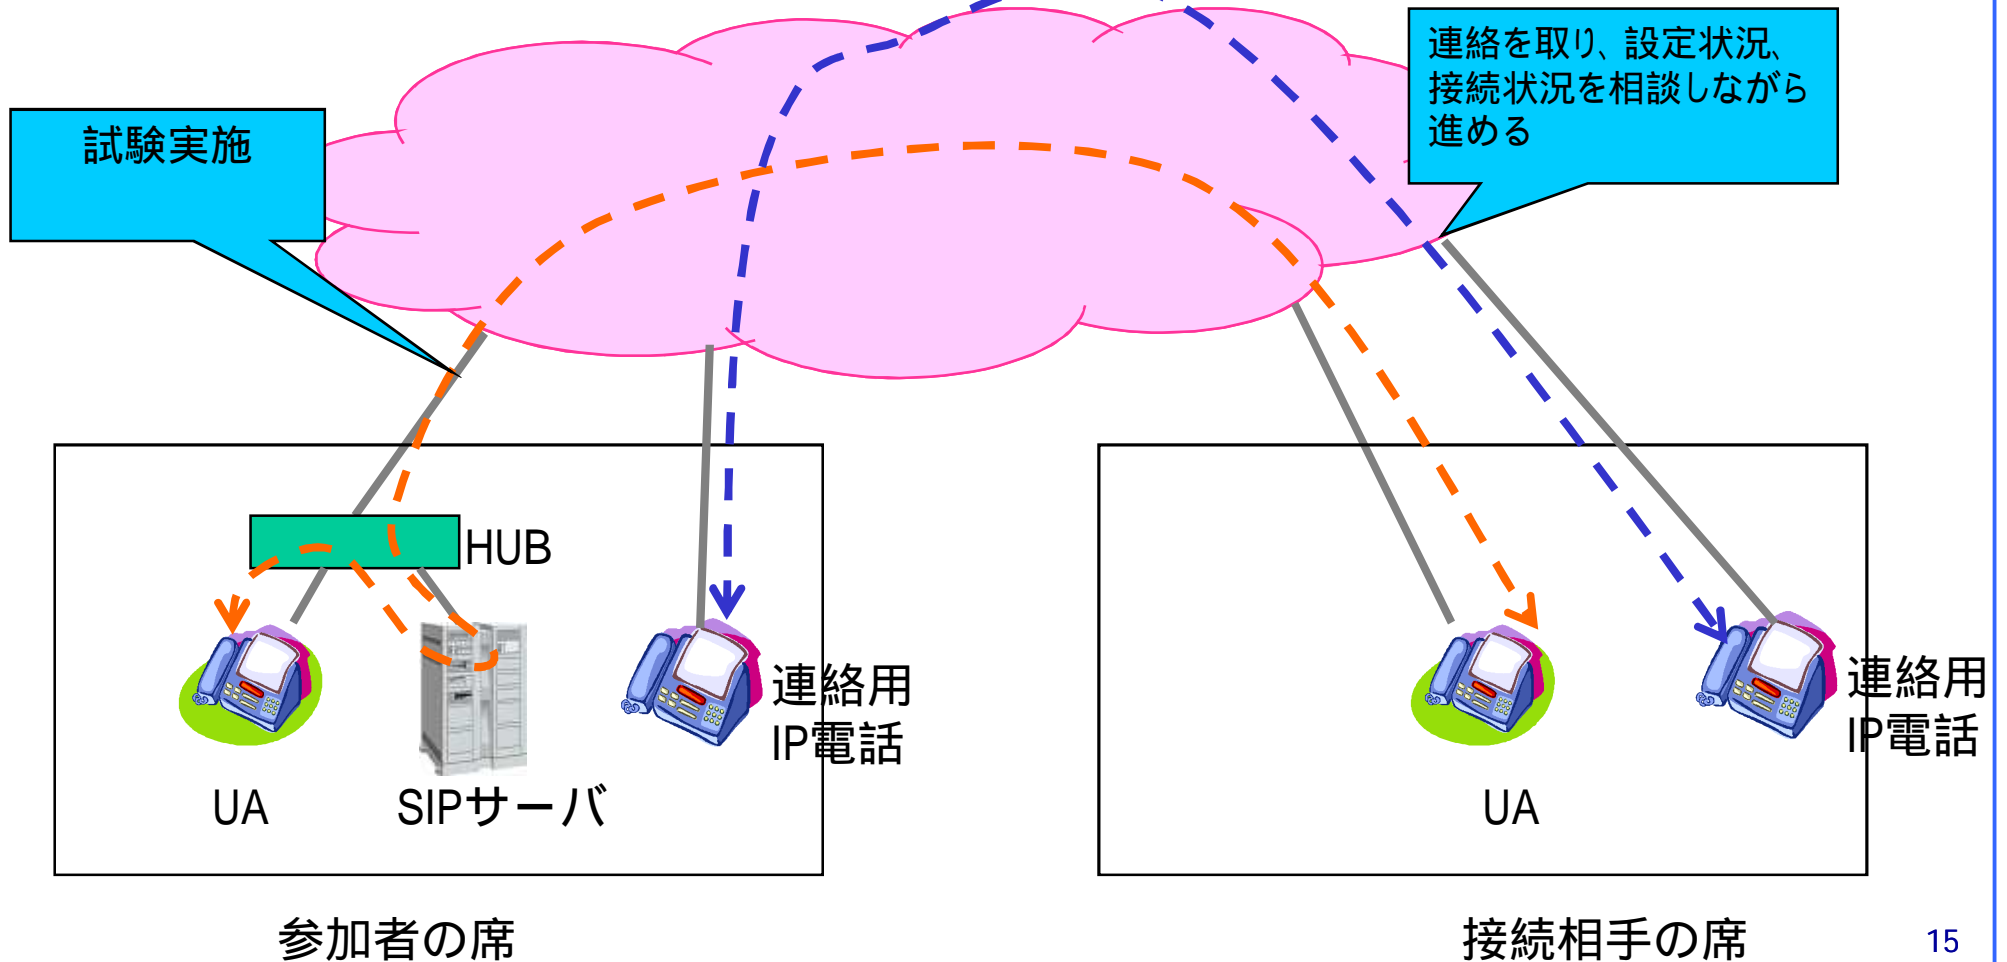 連絡を取り、設定状況、
接続状況を相談しながら
進める
試験実施
HUB
連絡用
IP電話
UA
SIPサーバ
連絡用
IP電話
UA
参加者の席
接続相手の席
15